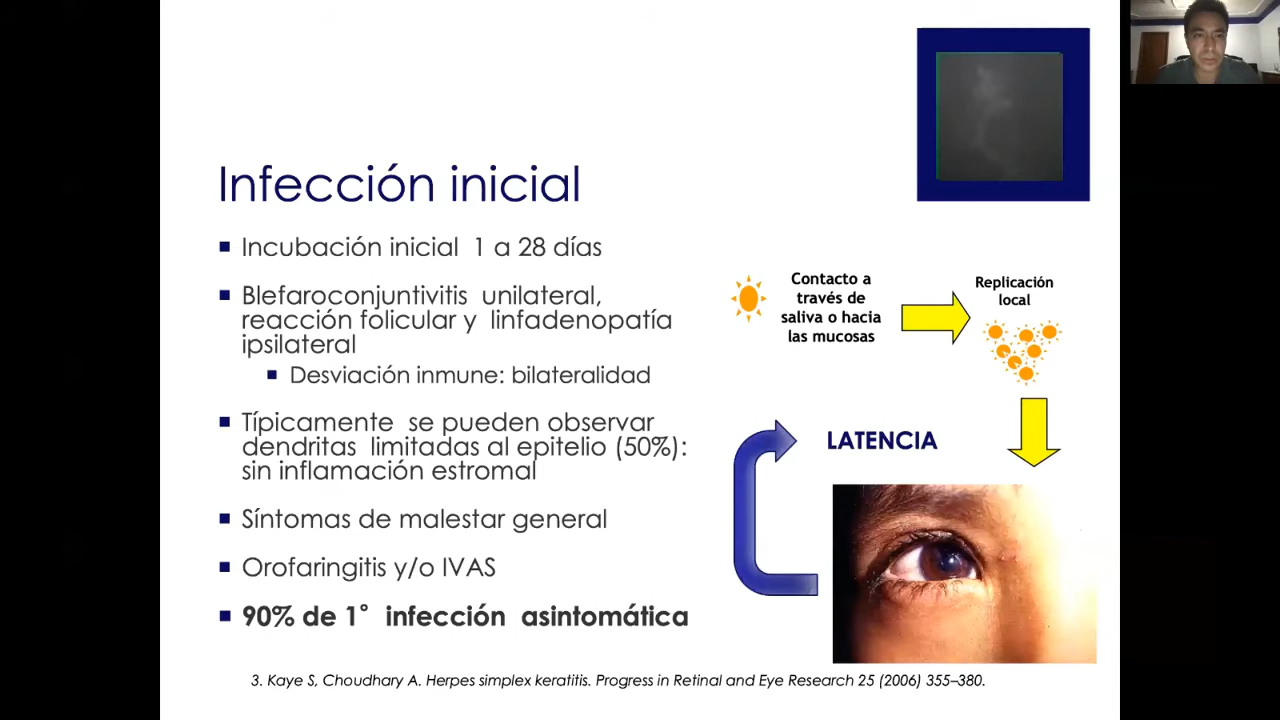 Infección inicial
Incubación inicial 1 a 28 días
Blefaroconjuntivitis unilateral,
reacción folicular y linfadenopatía
ipsilateral
Desviación inmune: bilateralidad
Típicamente se pueden observar
dendritas limitadas al epitelio (50%):
sin inflamación estromal
Síntomas de malestar general
Orofaringitis y/o IVAS
90% de 1° infección asintomática
Contacto a
través de
saliva o hacia
las mucosas
Replicación
local
LATENCIA
3. Kaye S, Choudhary A. Herpes simplex keratitis. Progress in Retinal and Eye Research 25 (2006) 355–380.